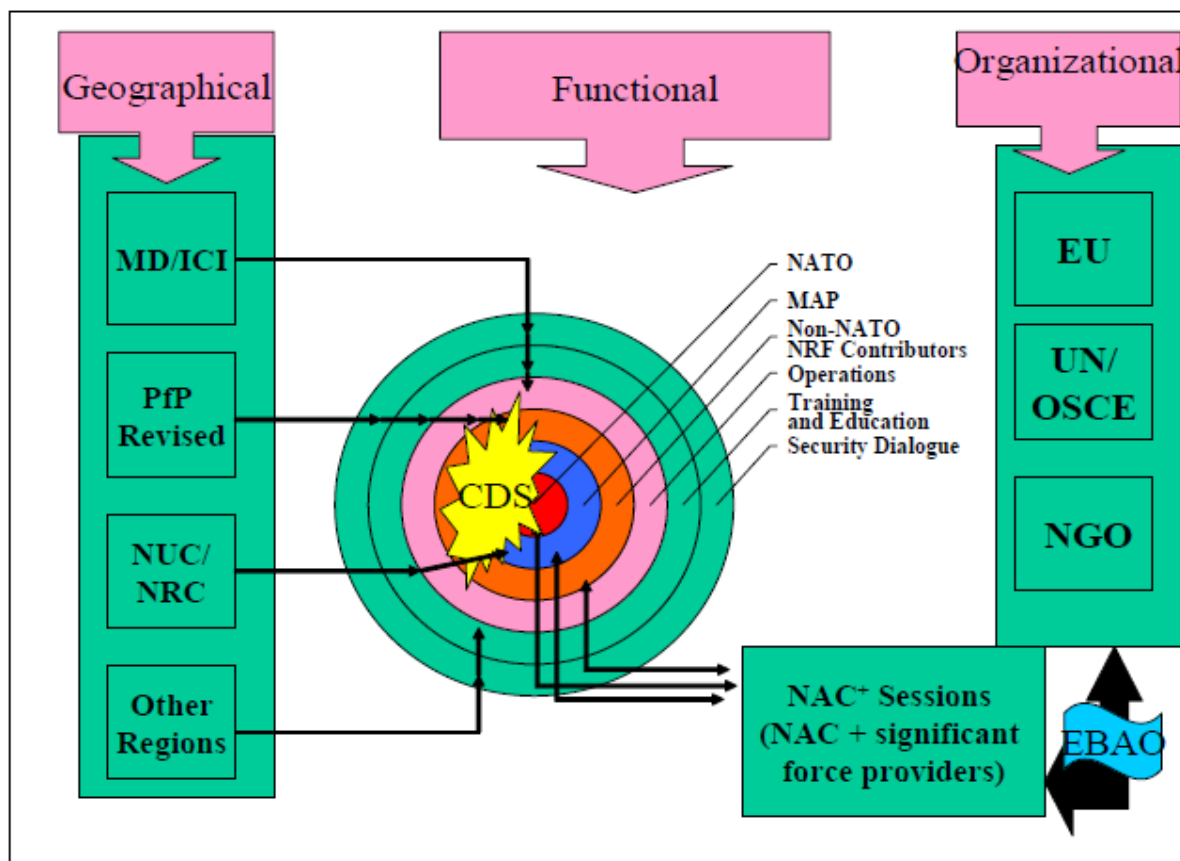 Geographical
Functional
Organizational
MD/ICI
PfP
Revised
NUC/
NRC
Other
Regions
CDS
NATO
MAP
Non-NATO
NRF Contributors
Operations
Training
and Education
Security Dialogue
EU
UN/
OSCE
NGO
NAC+ Sessions
(NAC + significant
force providers)
EBAO